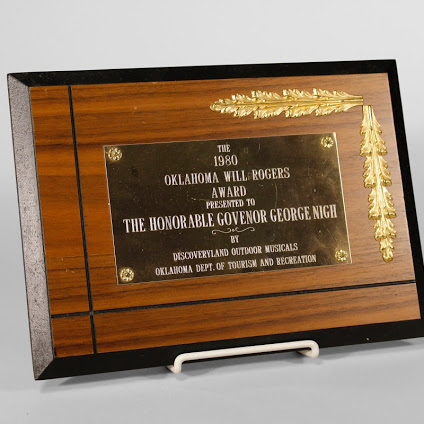 THE
1980
OKLAHOMA WILL ROGERS
AWARD
PRESENTED TO
THE HONORABLE GOVENOR GEORGE NIGH
BY
DISCOVERYLAND OUTDOOR MUSICALS
OKLAHOMA DEPT. OF TOURISM AND RECREATION